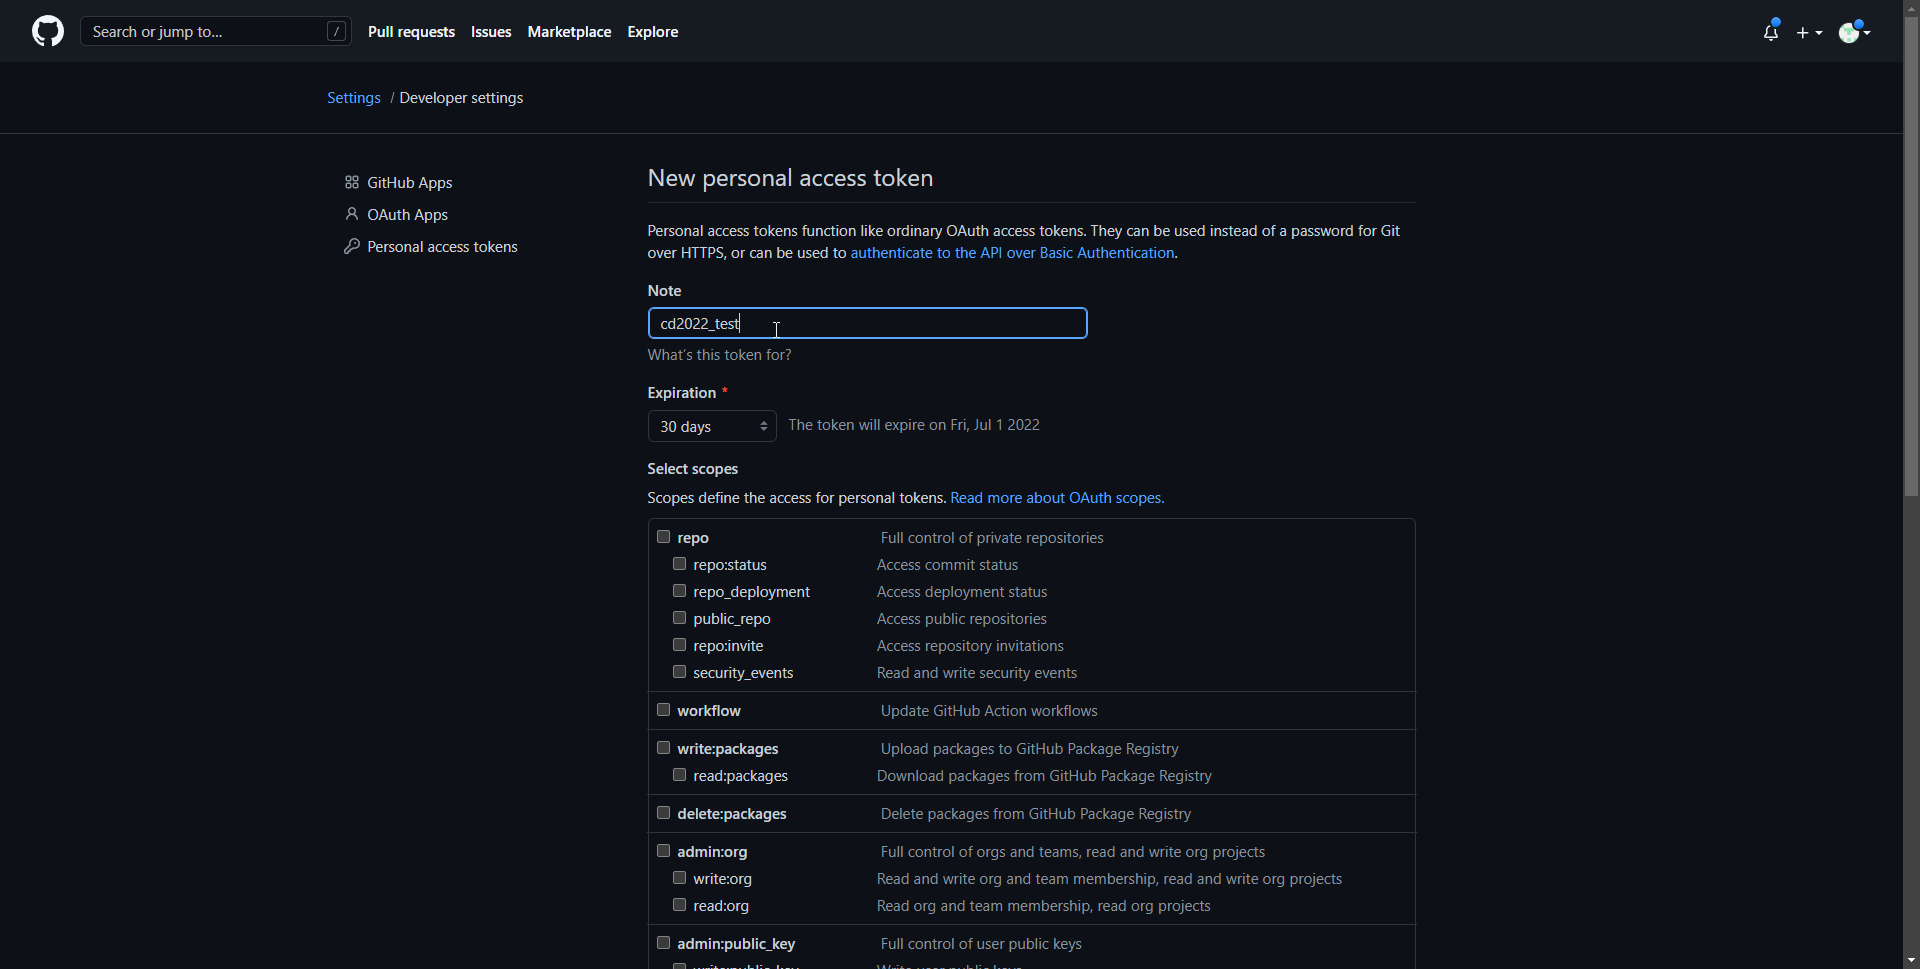 Search or jump to... /
Pull requests Issues Marketplace Explore
Settings / Developer settings
GitHub Apps
OAuth Apps
Personal access tokens
New personal access token
Personal access tokens function like ordinary OAuth access tokens. They can be used instead of a password for Git
over HTTPS, or can be used to authenticate to the API over Basic Authentication.
Note
cd2022_test
What's this token for?
Expiration *
30 days The token will expire on Fri, Jul 1 2022
Select scopes
Scopes define the access for personal tokens. Read more about OAuth scopes.
repo Full control of private repositories
repo:status Access commit status
repo_deployment Access deployment status
public_repo Access public repositories
repo:invite Access repository invitations
security_events Read and write security events
workflow Update GitHub Action workflows
write:packages Upload packages to GitHub Package Registry
read:packages Download packages from GitHub Package Registry
delete:packages Delete packages from GitHub Package Registry
admin:org Full control of orgs and teams, read and write org projects
write:org Read and write org and team membership, read and write org projects
read:org Read org and team membership, read org projects
admin:public_key Full control of user public keys